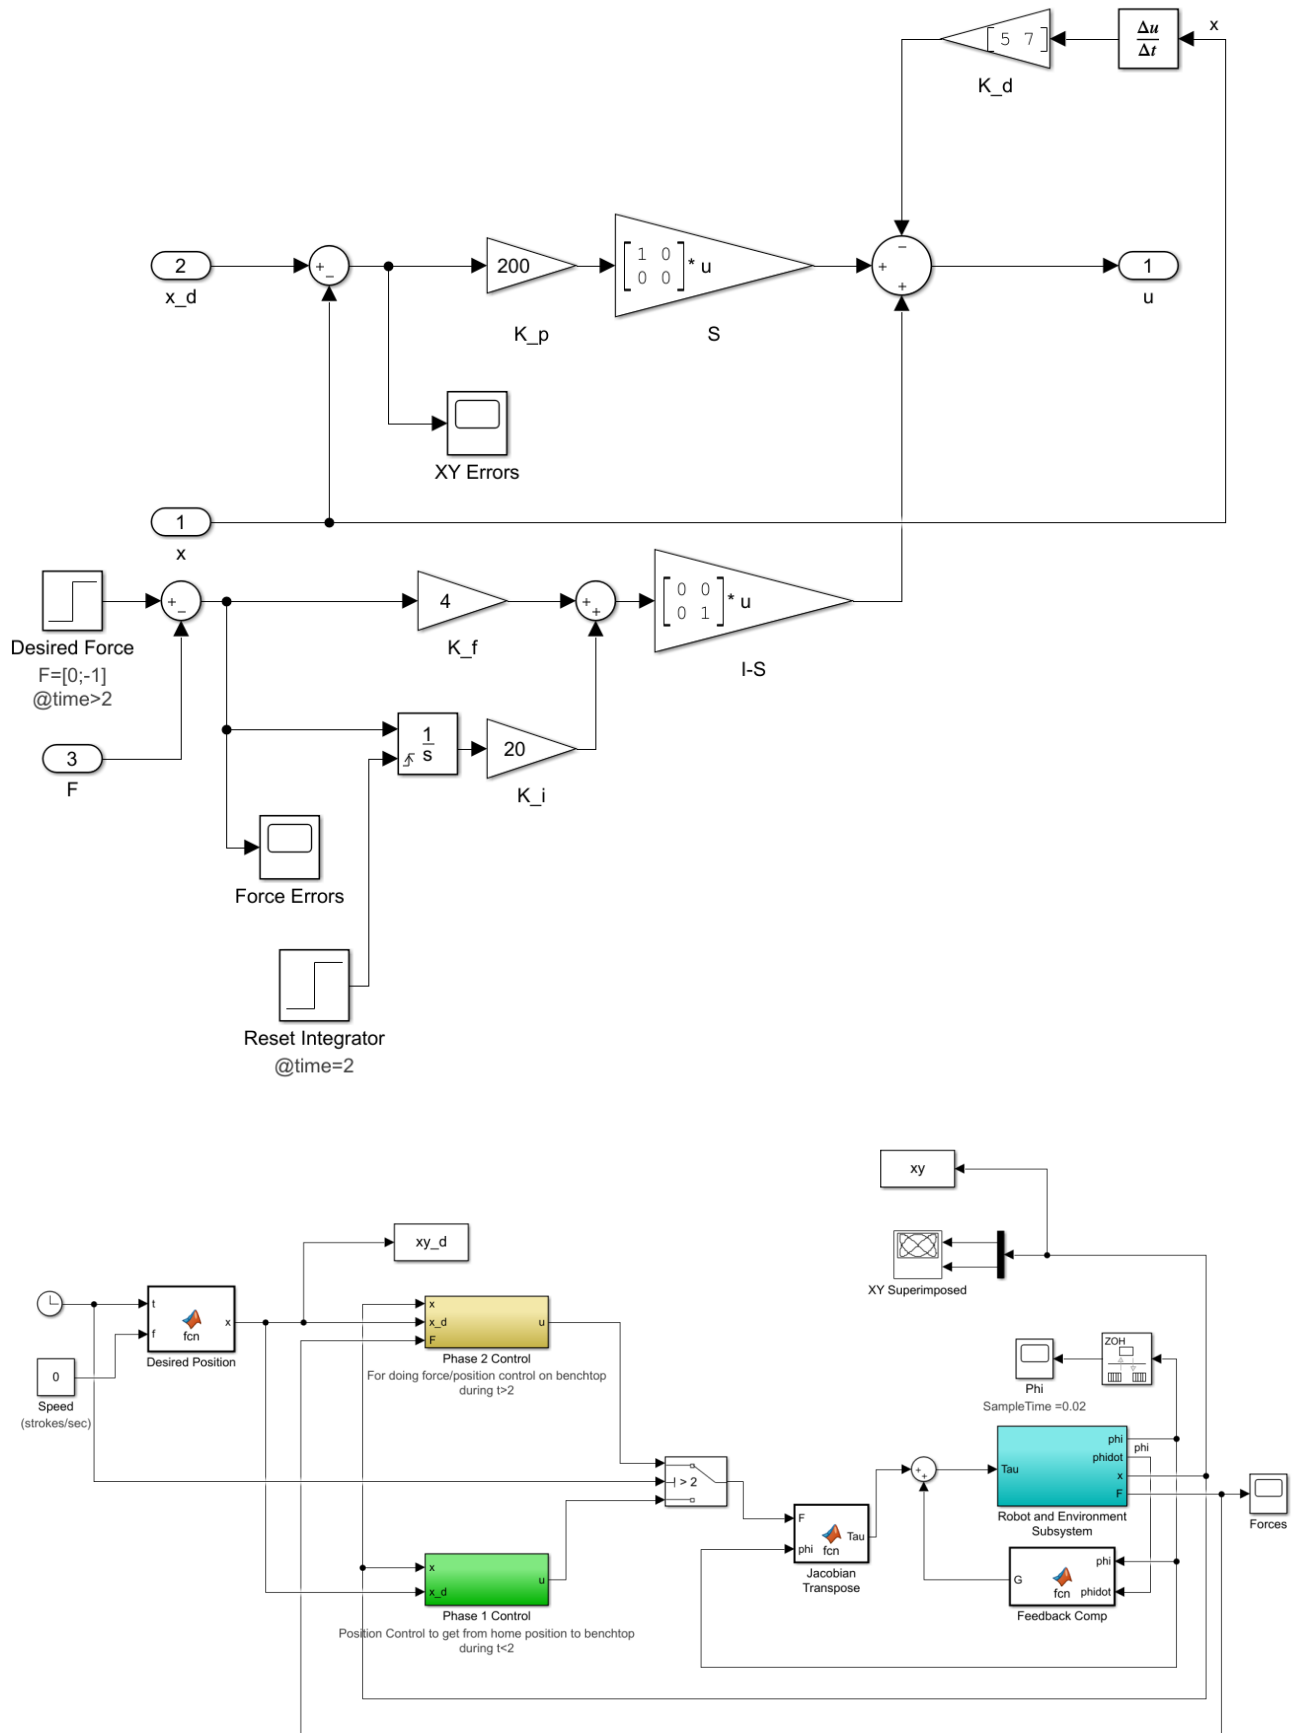 [ 5 7 ]
Δu
Δt
x
K_d
2
x_d
+
−
200
K_p
1 0
0 0
* u
S
−
+
+
1
u
XY Errors
1
x
Desired Force
F=[0;-1]
@time>2
+
−
4
K_f
+
+
0 0
0 1
* u
I-S
3
F
1
s
20
K_i
Force Errors
Reset Integrator
@time=2
xy
xy_d
XY Superimposed
t
f
fcn
x
Desired Position
0
Speed
(strokes/sec)
x
x_d
F
u
Phase 2 Control
For doing force/position control on benchtop
during t>2
ZOH
Phi
SampleTime =0.02
> 2
x
x_d
u
Phase 1 Control
Position Control to get from home position to benchtop
during t<2
F
phi
fcn
Tau
Jacobian
Transpose
+
+
Tau
phi
phidot
x
F
phi
Robot and Environment
Subsystem
Forces
G
fcn
phi
phidot
Feedback Comp